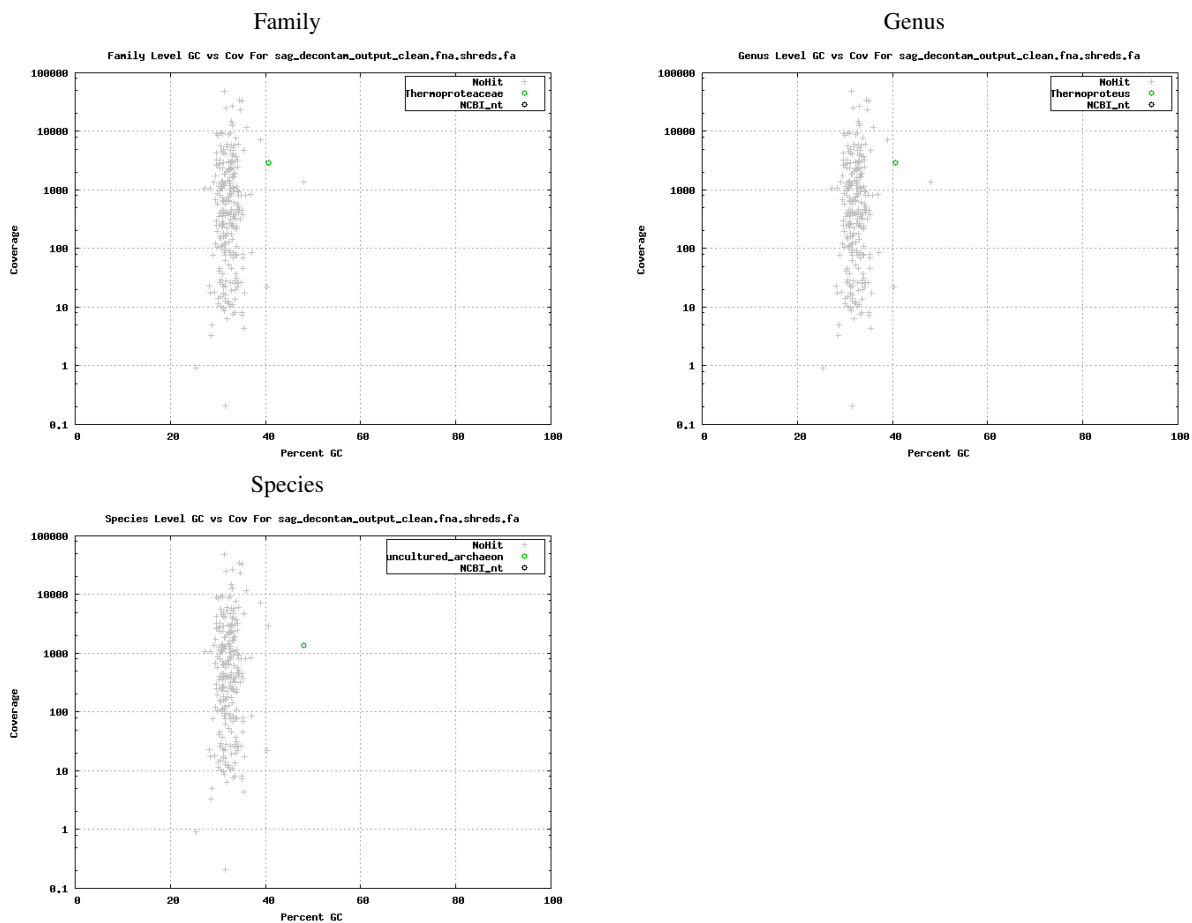 Family
Family Level GC vs Cov For sag_decontam_output_clean.fna.shreds.fa
NoHit
Thermoproteaceae
NCBI_nt
100000
10000
1000
100
10
1
0.1
Coverage
0 20 40 60 80 100
Percent GC
Genus
Genus Level GC vs Cov For sag_decontam_output_clean.fna.shreds.fa
NoHit
Thermoproteus
NCBI_nt
100000
10000
1000
100
10
1
0.1
Coverage
0 20 40 60 80 100
Percent GC
Species
Species Level GC vs Cov For sag_decontam_output_clean.fna.shreds.fa
NoHit
uncultured_archaeon
NCBI_nt
100000
10000
1000
100
10
1
0.1
Coverage
0 20 40 60 80 100
Percent GC